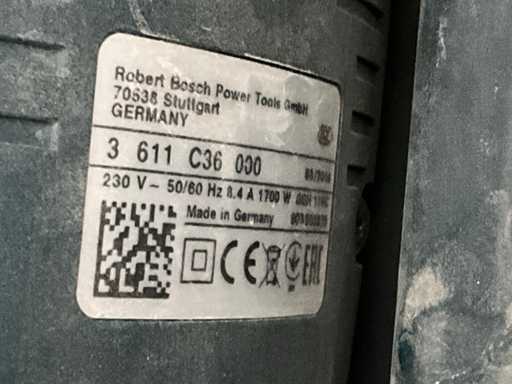 Robert Bosch Power Tools GmbH
70538 Stuttgart
GERMANY
3 611 C36 000
230 V ~ 50/60 Hz 8.4 A 1700 W
Made in Germany
CE EAC